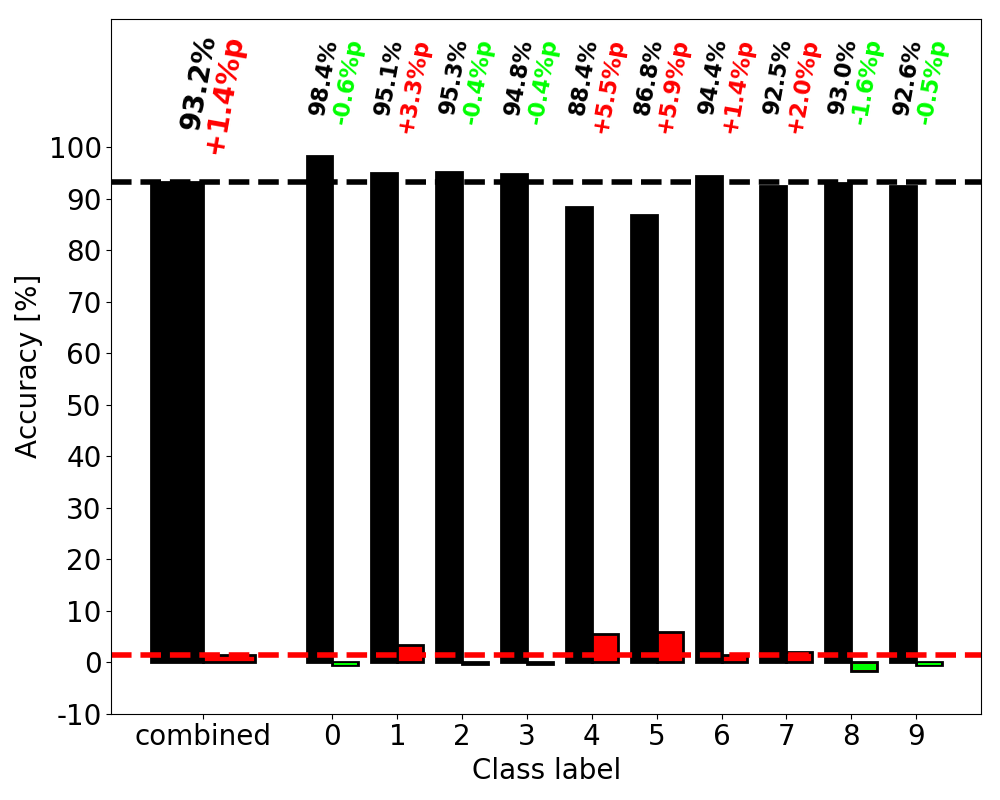 93.2%
+1.4%p
98.4%
-0.6%p
95.1%
+3.3%p
95.3%
-0.4%p
94.8%
-0.4%p
88.4%
+5.5%p
86.8%
+5.9%p
94.4%
+1.4%p
92.5%
+2.0%p
93.0%
-1.6%p
92.6%
-0.5%p
100
90
80
70
60
50
40
30
20
10
0
-10
Accuracy [%]
combined 0 1 2 3 4 5 6 7 8 9
Class label